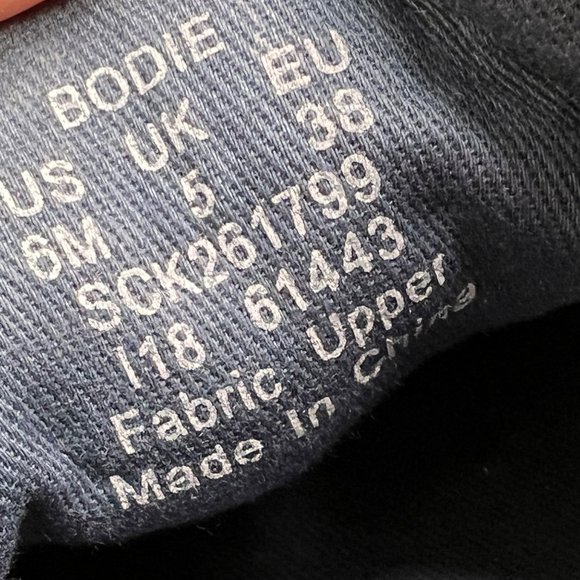 BODIE
US UK EU
6M 5 38
SCK261799
I18 61443
Fabric Upper
Made In China